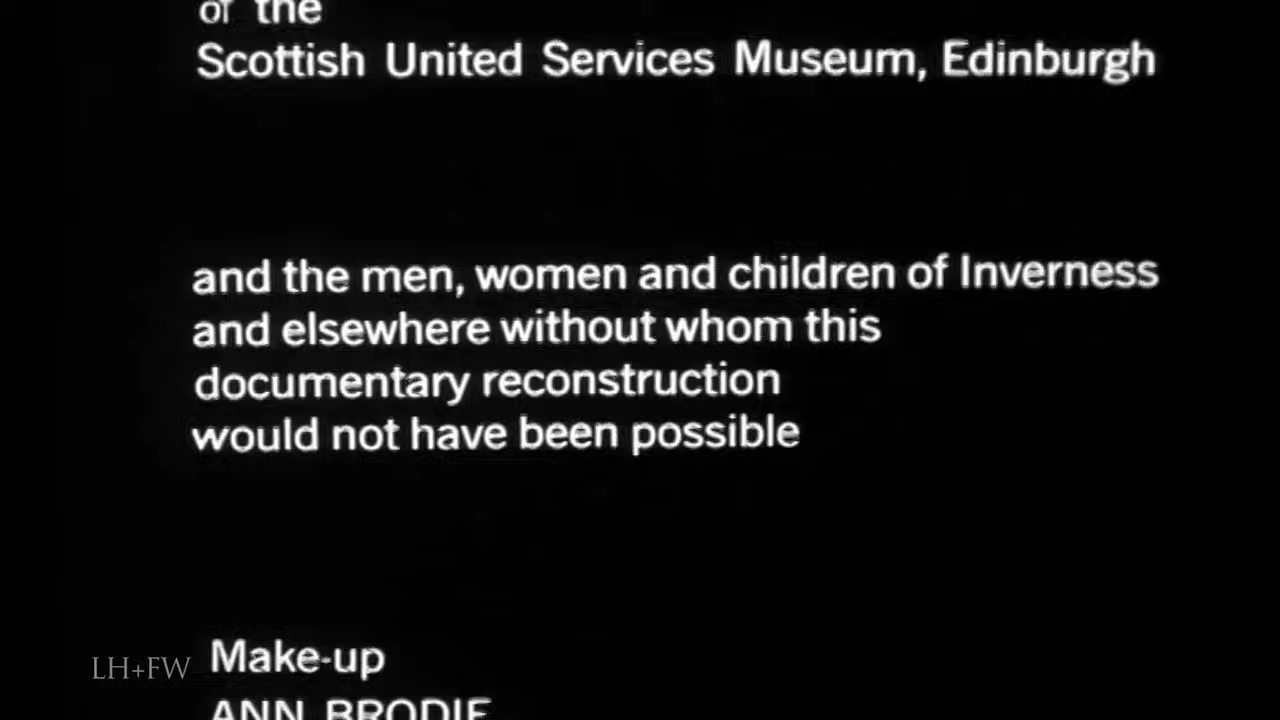 of the
Scottish United Services Museum, Edinburgh
and the men, women and children of Inverness
and elsewhere without whom this
documentary reconstruction
would not have been possible
Make-up
ANN BRODIE
LH+FW